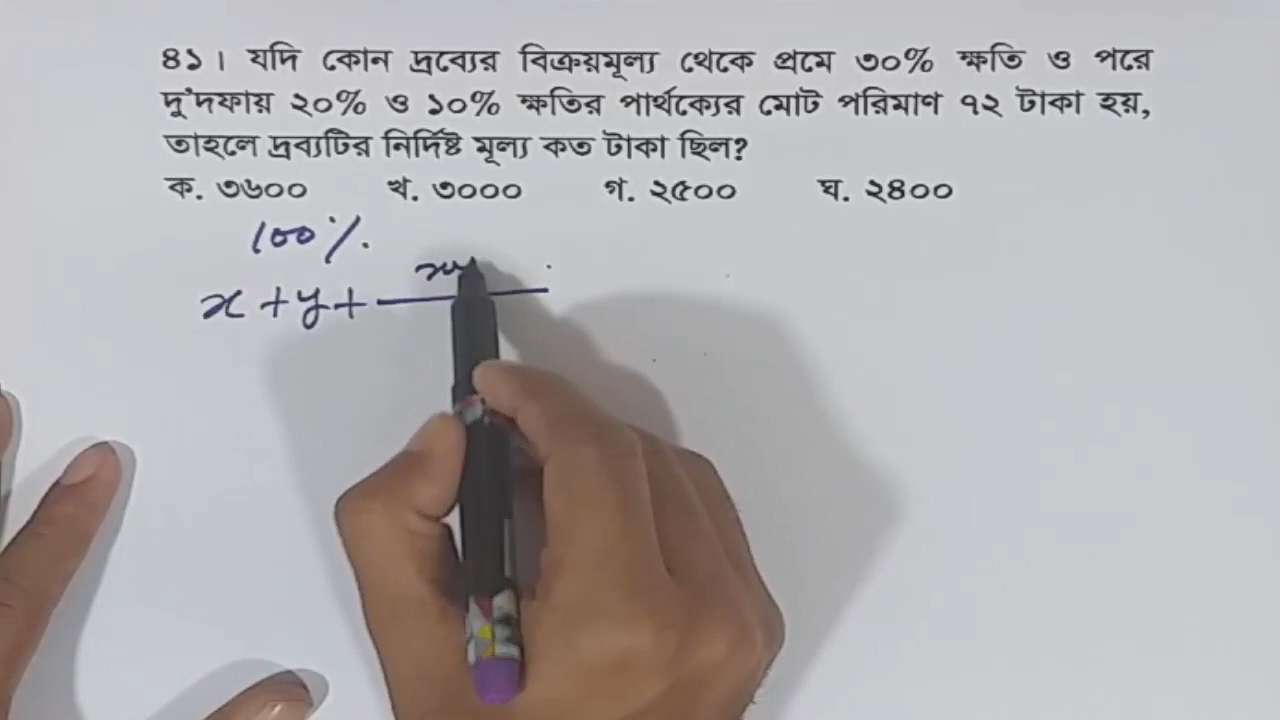 ৪১। যদি কোন দ্রব্যের বিক্রয়মূল্য থেকে প্রমে ৩০% ক্ষতি ও পরে
দু'দফায় ২০% ও ১০% ক্ষতির পার্থক্যের মোট পরিমাণ ৭২ টাকা হয়,
তাহলে দ্রব্যটির নির্দিষ্ট মূল্য কত টাকা ছিল?
ক. ৩৬০০ খ. ৩০০০ গ. ২৫০০ ঘ. ২৪০০
100%
x + y +